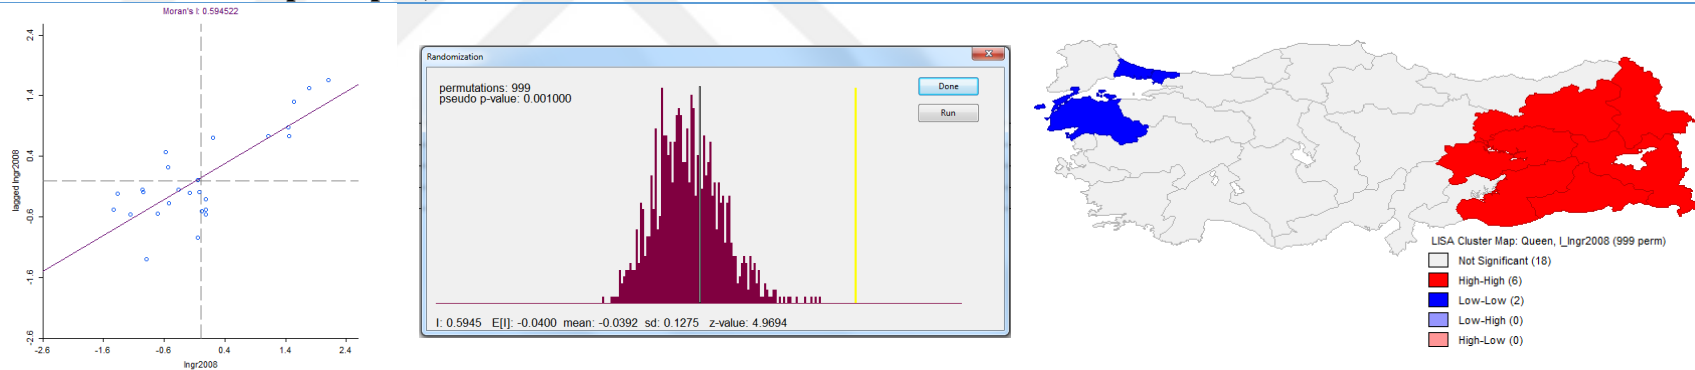 Moran's I: 0.594522
2.4
1.4
0.4
-0.6
-1.6
-2.6
lagged lngr2008
-2.6 -1.6 -0.6 0.4 1.4 2.4
lngr2008
Randomization
permutations: 999
pseudo p-value: 0.001000
Done
Run
I: 0.5945 E[I]: -0.0400 mean: -0.0392 sd: 0.1275 z-value: 4.9694
LISA Cluster Map: Queen, I_lngr2008 (999 perm)
Not Significant (18)
High-High (6)
Low-Low (2)
Low-High (0)
High-Low (0)